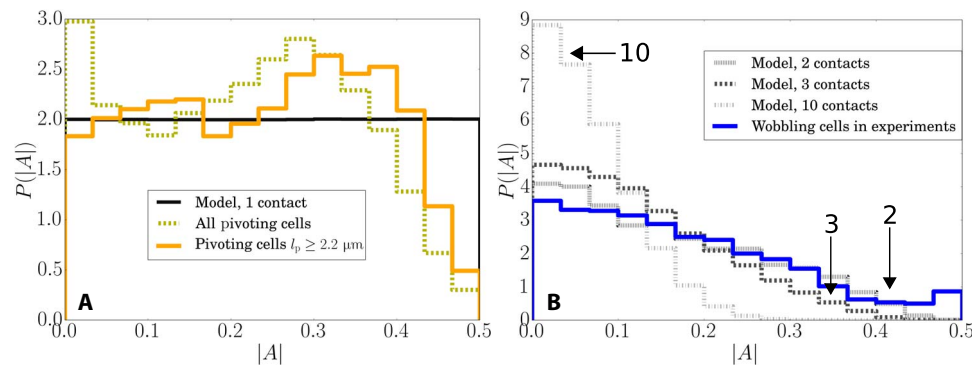 3.0
2.5
2.0
1.5
1.0
0.5
0.0
P(|A|)
Model, 1 contact
All pivoting cells
Pivoting cells lp ≥ 2.2 μm
A
0.0
0.1
0.2
0.3
0.4
0.5
|A|
9
8
7
6
5
4
3
2
1
0
P(|A|)
10
Model, 2 contacts
Model, 3 contacts
Model, 10 contacts
Wobbling cells in experiments
3
2
B
0.0
0.1
0.2
0.3
0.4
0.5
|A|